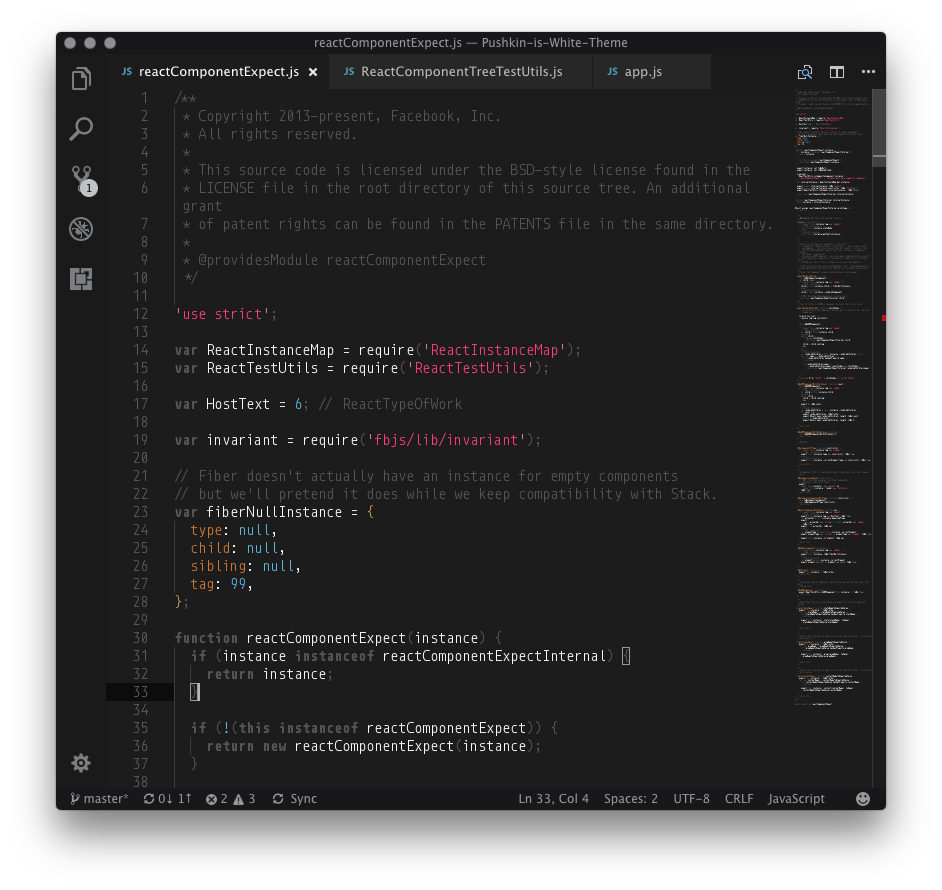 reactComponentExpect.js — Pushkin-is-White-Theme
JS reactComponentExpect.js × JS ReactComponentTreeTestUtils.js JS app.js
1 /**
2 * Copyright 2013-present, Facebook, Inc.
3 * All rights reserved.
4 *
5 * This source code is licensed under the BSD-style license found in the
6 * LICENSE file in the root directory of this source tree. An additional
grant
7 * of patent rights can be found in the PATENTS file in the same directory.
8 *
9 * @providesModule reactComponentExpect
10 */
11
12 'use strict';
13
14 var ReactInstanceMap = require('ReactInstanceMap');
15 var ReactTestUtils = require('ReactTestUtils');
16
17 var HostText = 6; // ReactTypeOfWork
18
19 var invariant = require('fbjs/lib/invariant');
20
21 // Fiber doesn't actually have an instance for empty components
22 // but we'll pretend it does while we keep compatibility with Stack.
23 var fiberNullInstance = {
24 type: null,
25 child: null,
26 sibling: null,
27 tag: 99,
28 };
29
30 function reactComponentExpect(instance) {
31 if (instance instanceof reactComponentExpectInternal) {
32 return instance;
33 }
34
35 if (!(this instanceof reactComponentExpect)) {
36 return new reactComponentExpect(instance);
37 }
38
1
master* 0↓ 1↑ 2 3 Sync Ln 33, Col 4 Spaces: 2 UTF-8 CRLF JavaScript